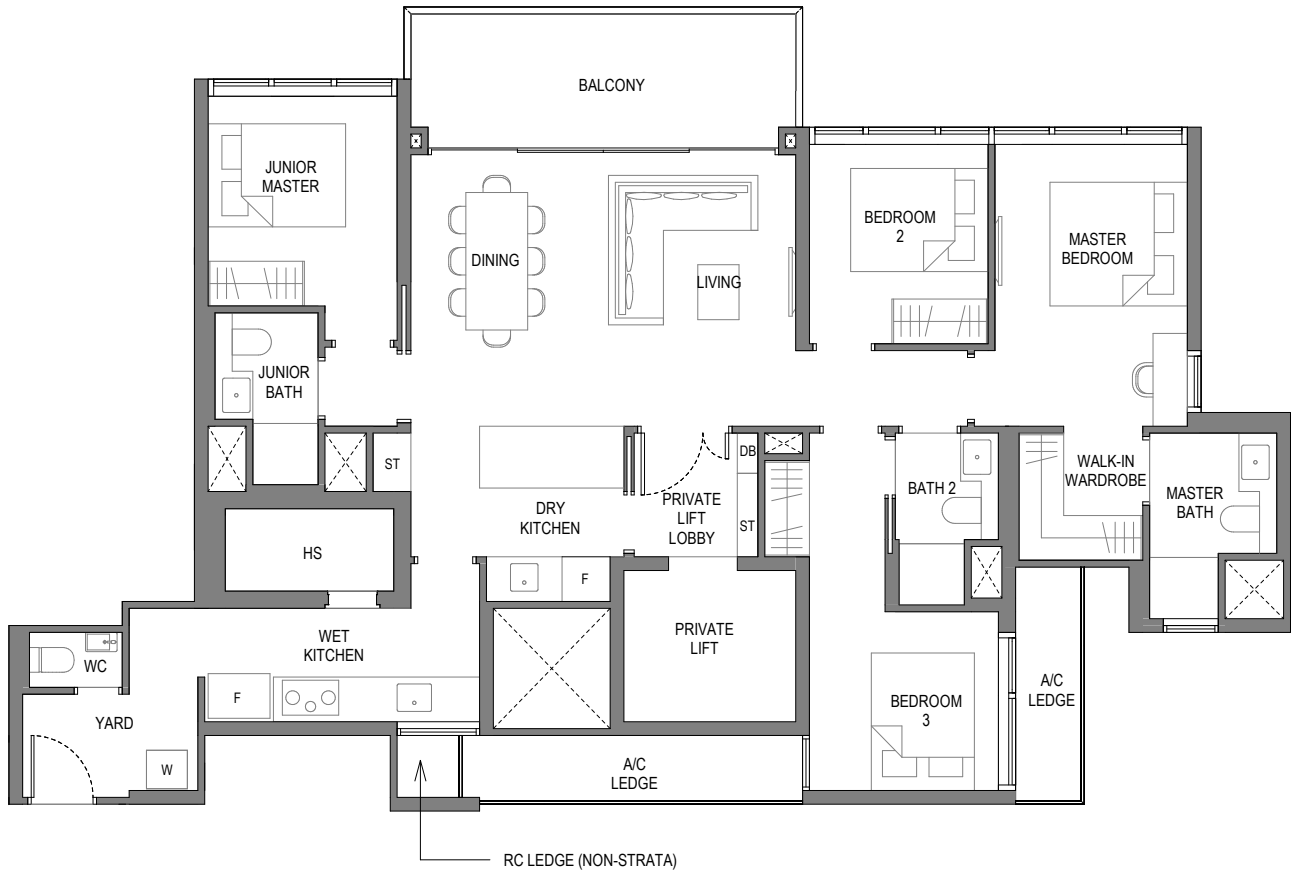 BALCONY
JUNIOR
MASTER
BEDROOM
2
MASTER
BEDROOM
DINING
LIVING
JUNIOR
BATH
ST
DB
WALK-IN
WARDROBE
BATH 2
MASTER
BATH
DRY
KITCHEN
PRIVATE
LIFT
LOBBY
ST
HS
F
PRIVATE
LIFT
WET
KITCHEN
WC
F
YARD
W
BEDROOM
3
A/C
LEDGE
A/C
LEDGE
RC LEDGE (NON-STRATA)